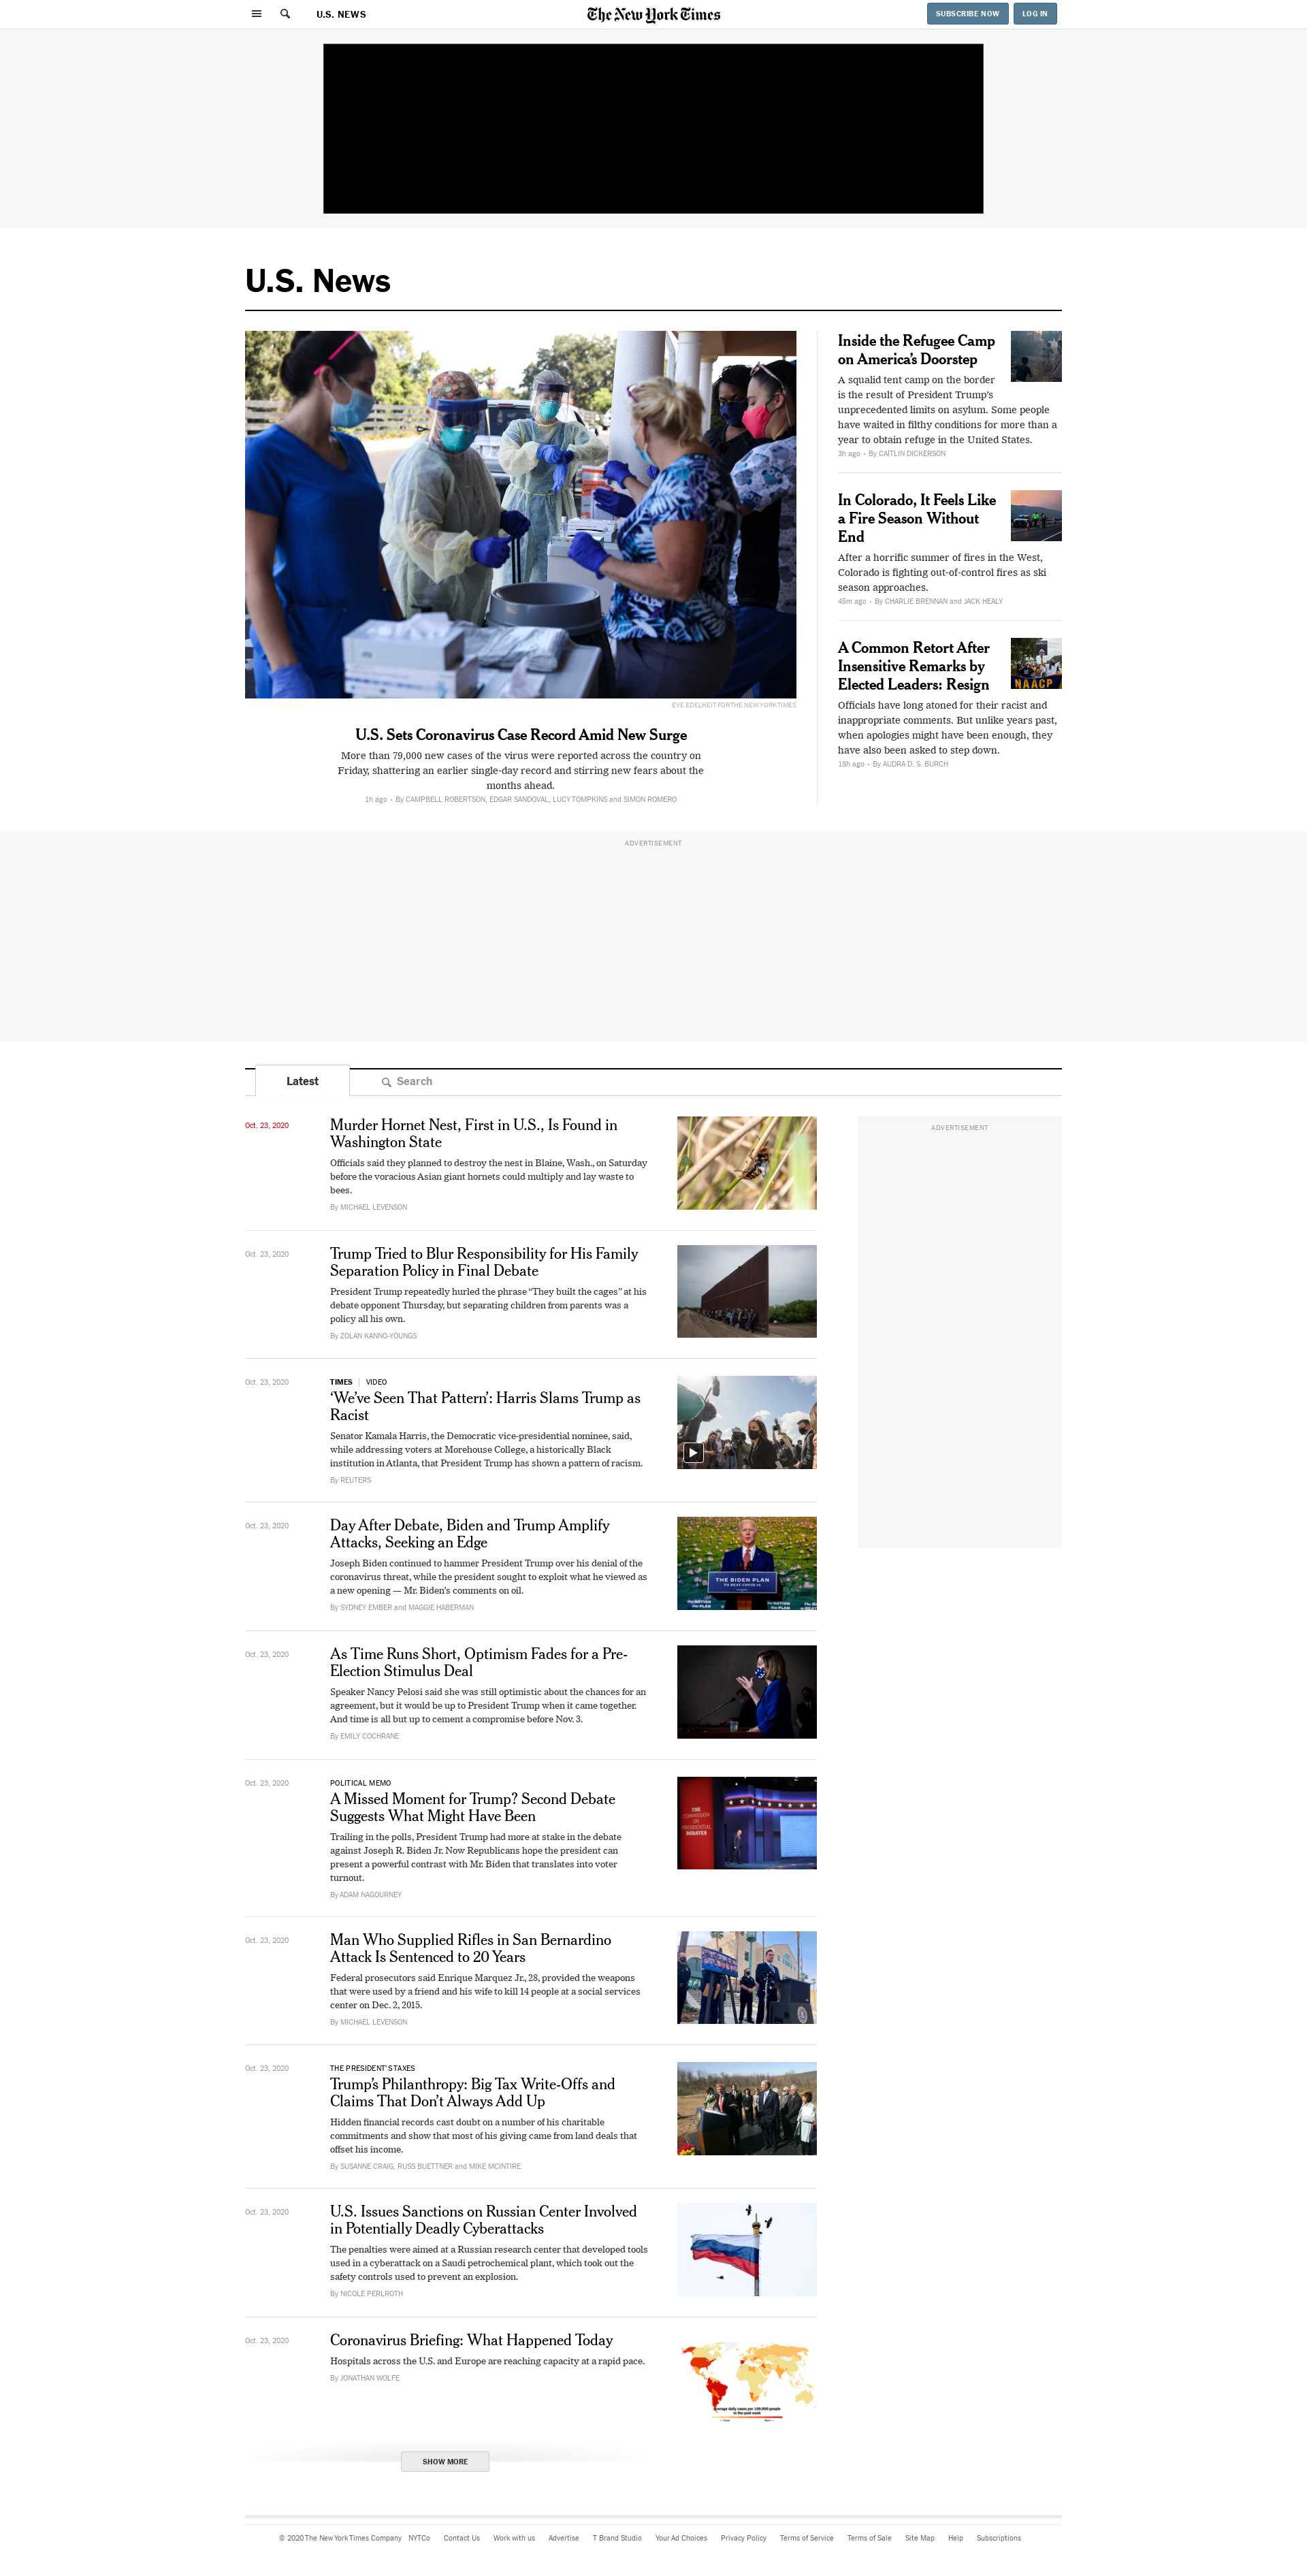 U.S. NEWS
The New York Times
SUBSCRIBE NOW
LOG IN
U.S. News
EVE EDELHEIT FOR THE NEW YORK TIMES
U.S. Sets Coronavirus Case Record Amid New Surge
More than 79,000 new cases of the virus were reported across the country on
Friday, shattering an earlier single-day record and stirring new fears about the
months ahead.
1h ago • By CAMPBELL ROBERTSON, EDGAR SANDOVAL, LUCY TOMPKINS and SIMON ROMERO
Inside the Refugee Camp
on America’s Doorstep
A squalid tent camp on the border
is the result of President Trump’s
unprecedented limits on asylum. Some people
have waited in filthy conditions for more than a
year to obtain refuge in the United States.
3h ago • By CAITLIN DICKERSON
In Colorado, It Feels Like
a Fire Season Without
End
After a horrific summer of fires in the West,
Colorado is fighting out-of-control fires as ski
season approaches.
45m ago • By CHARLIE BRENNAN and JACK HEALY
A Common Retort After
Insensitive Remarks by
Elected Leaders: Resign
NAACP
Officials have long atoned for their racist and
inappropriate comments. But unlike years past,
when apologies might have been enough, they
have also been asked to step down.
18h ago • By AUDRA D. S. BURCH
ADVERTISEMENT
Latest
Search
Oct. 23, 2020
Murder Hornet Nest, First in U.S., Is Found in
Washington State
Officials said they planned to destroy the nest in Blaine, Wash., on Saturday
before the voracious Asian giant hornets could multiply and lay waste to
bees.
By MICHAEL LEVENSON
ADVERTISEMENT
Oct. 23, 2020
Trump Tried to Blur Responsibility for His Family
Separation Policy in Final Debate
President Trump repeatedly hurled the phrase “They built the cages” at his
debate opponent Thursday, but separating children from parents was a
policy all his own.
By ZOLAN KANNO-YOUNGS
Oct. 23, 2020
TIMES | VIDEO
‘We’ve Seen That Pattern’: Harris Slams Trump as
Racist
Senator Kamala Harris, the Democratic vice-presidential nominee, said,
while addressing voters at Morehouse College, a historically Black
institution in Atlanta, that President Trump has shown a pattern of racism.
By REUTERS
Oct. 23, 2020
Day After Debate, Biden and Trump Amplify
Attacks, Seeking an Edge
Joseph Biden continued to hammer President Trump over his denial of the
coronavirus threat, while the president sought to exploit what he viewed as
a new opening — Mr. Biden’s comments on oil.
By SYDNEY EMBER and MAGGIE HABERMAN
THE BIDEN PLAN
TO BEAT COVID-19
Oct. 23, 2020
As Time Runs Short, Optimism Fades for a Pre-
Election Stimulus Deal
Speaker Nancy Pelosi said she was still optimistic about the chances for an
agreement, but it would be up to President Trump when it came together.
And time is all but up to cement a compromise before Nov. 3.
By EMILY COCHRANE
Oct. 23, 2020
POLITICAL MEMO
A Missed Moment for Trump? Second Debate
Suggests What Might Have Been
Trailing in the polls, President Trump had more at stake in the debate
against Joseph R. Biden Jr. Now Republicans hope the president can
present a powerful contrast with Mr. Biden that translates into voter
turnout.
By ADAM NAGOURNEY
THE
COMMISSION
ON
PRESIDENTIAL
DEBATES
Oct. 23, 2020
Man Who Supplied Rifles in San Bernardino
Attack Is Sentenced to 20 Years
Federal prosecutors said Enrique Marquez Jr., 28, provided the weapons
that were used by a friend and his wife to kill 14 people at a social services
center on Dec. 2, 2015.
By MICHAEL LEVENSON
Oct. 23, 2020
THE PRESIDENT’S TAXES
Trump’s Philanthropy: Big Tax Write-Offs and
Claims That Don’t Always Add Up
Hidden financial records cast doubt on a number of his charitable
commitments and show that most of his giving came from land deals that
offset his income.
By SUSANNE CRAIG, RUSS BUETTNER and MIKE MCINTIRE
Oct. 23, 2020
U.S. Issues Sanctions on Russian Center Involved
in Potentially Deadly Cyberattacks
The penalties were aimed at a Russian research center that developed tools
used in a cyberattack on a Saudi petrochemical plant, which took out the
safety controls used to prevent an explosion.
By NICOLE PERLROTH
Oct. 23, 2020
Coronavirus Briefing: What Happened Today
Hospitals across the U.S. and Europe are reaching capacity at a rapid pace.
By JONATHAN WOLFE
Average daily cases per 100,000 people
in the past week
SHOW MORE
© 2020 The New York Times Company NYTCo Contact Us Work with us Advertise T Brand Studio Your Ad Choices Privacy Policy Terms of Service Terms of Sale Site Map Help Subscriptions